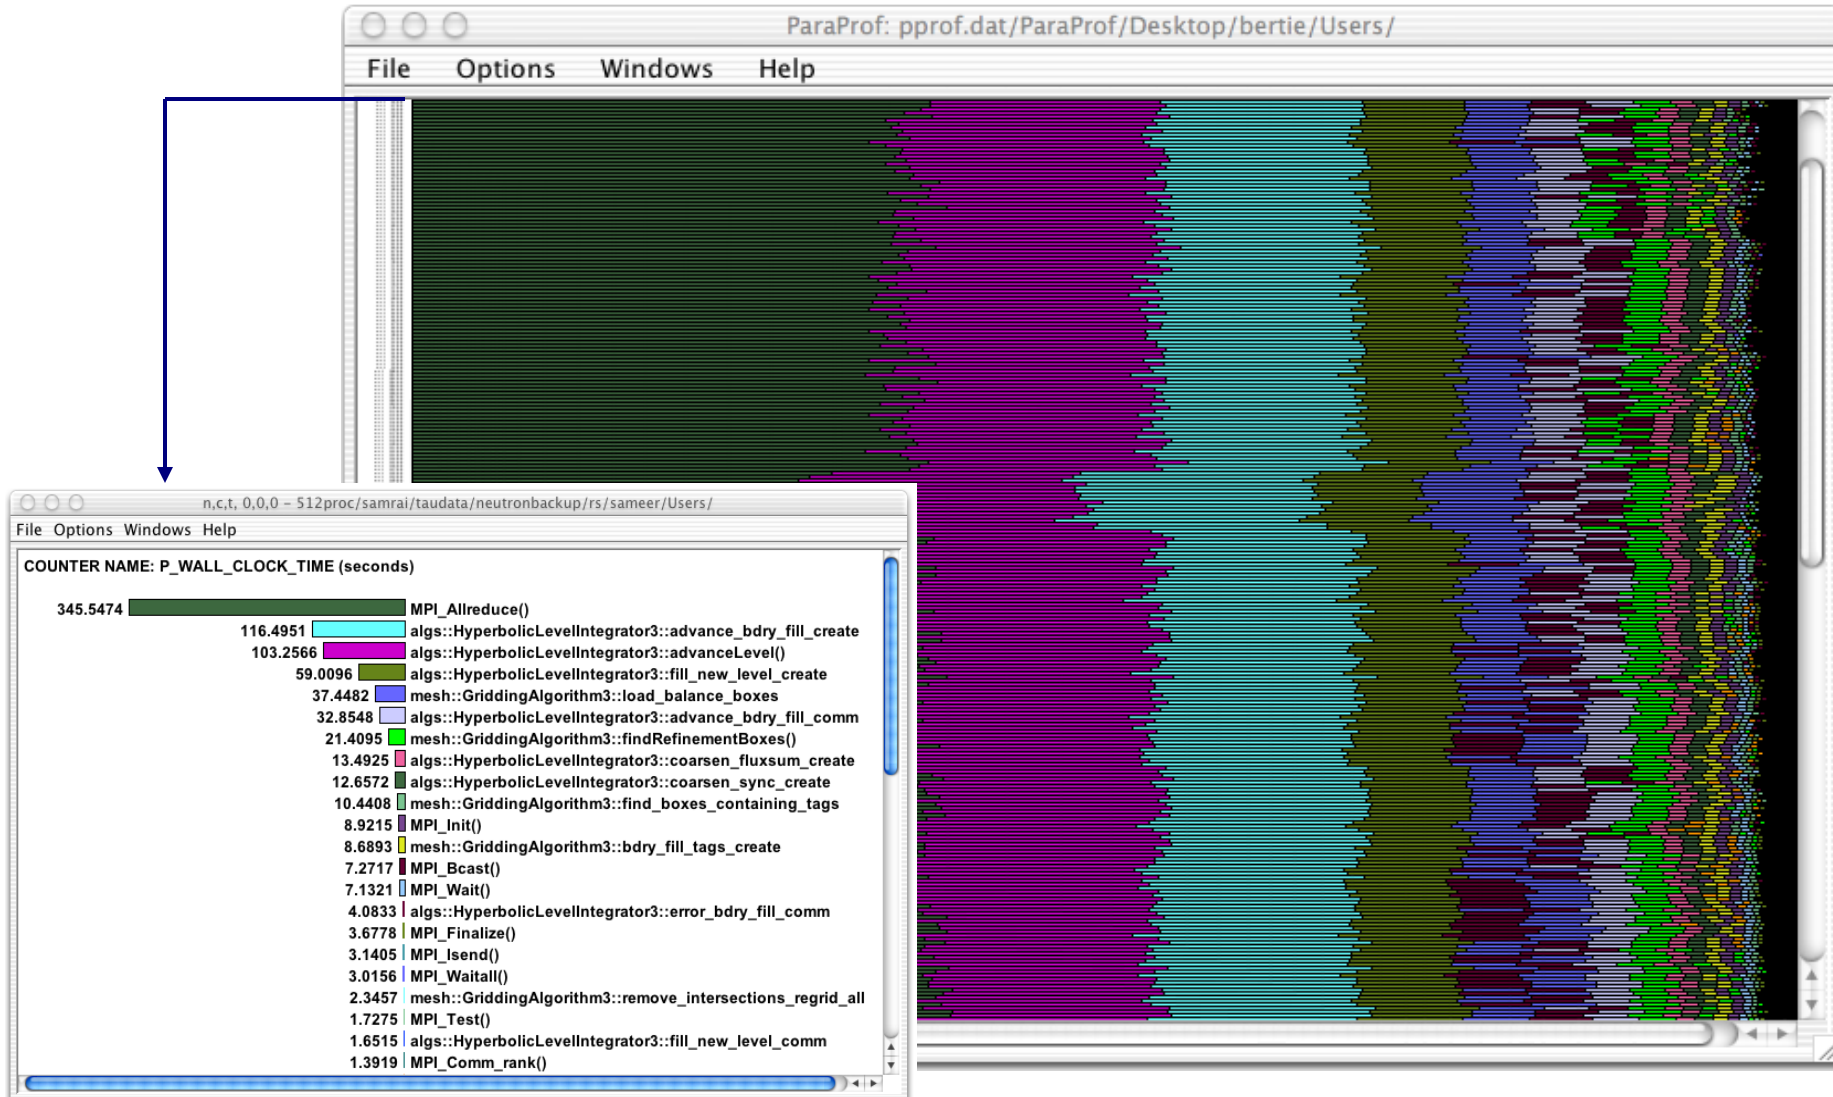 ParaProf: pprof.dat/ParaProf/Desktop/bertie/Users/
File Options Windows Help
n,c,t, 0,0,0 – 512proc/samrai/taudata/neutronbackup/rs/sameer/Users/
File Options Windows Help
COUNTER NAME: P_WALL_CLOCK_TIME (seconds)
345.5474 MPI_Allreduce()
116.4951 algs::HyperbolicLevelIntegrator3::advance_bdry_fill_create
103.2566 algs::HyperbolicLevelIntegrator3::advanceLevel()
59.0096 algs::HyperbolicLevelIntegrator3::fill_new_level_create
37.4482 mesh::GriddingAlgorithm3::load_balance_boxes
32.8548 algs::HyperbolicLevelIntegrator3::advance_bdry_fill_comm
21.4095 mesh::GriddingAlgorithm3::findRefinementBoxes()
13.4925 algs::HyperbolicLevelIntegrator3::coarsen_fluxsum_create
12.6572 algs::HyperbolicLevelIntegrator3::coarsen_sync_create
10.4408 mesh::GriddingAlgorithm3::find_boxes_containing_tags
8.9215 MPI_Init()
8.6893 mesh::GriddingAlgorithm3::bdry_fill_tags_create
7.2717 MPI_Bcast()
7.1321 MPI_Wait()
4.0833 algs::HyperbolicLevelIntegrator3::error_bdry_fill_comm
3.6778 MPI_Finalize()
3.1405 MPI_Isend()
3.0156 MPI_Waitall()
2.3457 mesh::GriddingAlgorithm3::remove_intersections_regrid_all
1.7275 MPI_Test()
1.6515 algs::HyperbolicLevelIntegrator3::fill_new_level_comm
1.3919 MPI_Comm_rank()